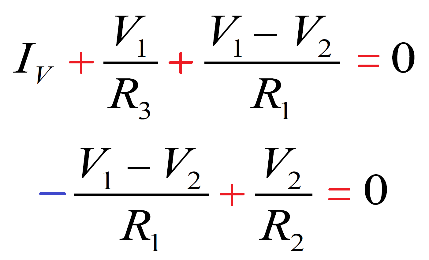 I_V + V_1/R_3 + (V_1 − V_2)/R_1 = 0
−(V_1 − V_2)/R_1 + V_2/R_2 = 0